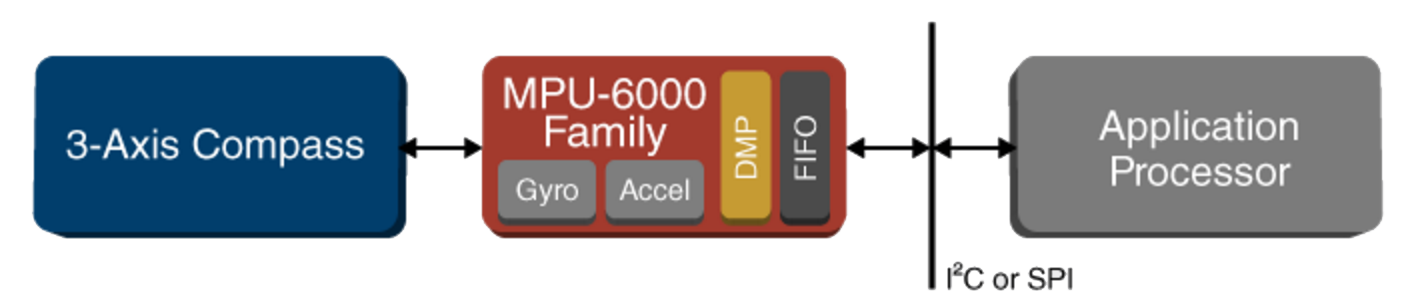 3-Axis Compass
MPU-6000
Family
Gyro
Accel
DMP
FIFO
Application
Processor
I²C or SPI